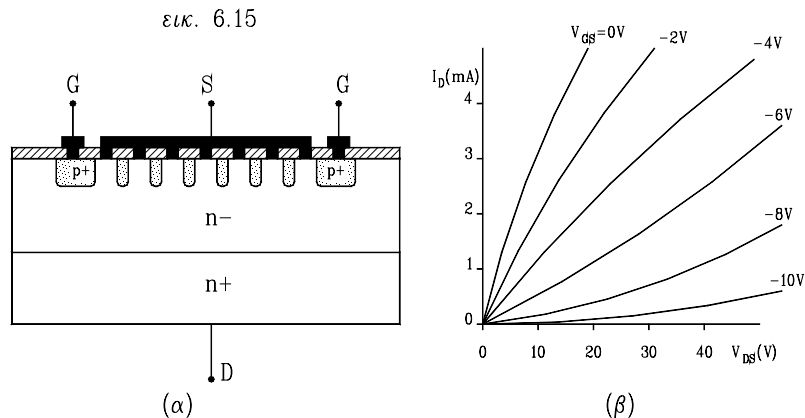 εικ. 6.15
G
S
G
p+
p+
n−
n+
D
(α)
V_GS=0V
−2V
−4V
−6V
−8V
−10V
I_D(mA)
4
3
2
1
0
0
10
20
30
40
V_DS(V)
(β)